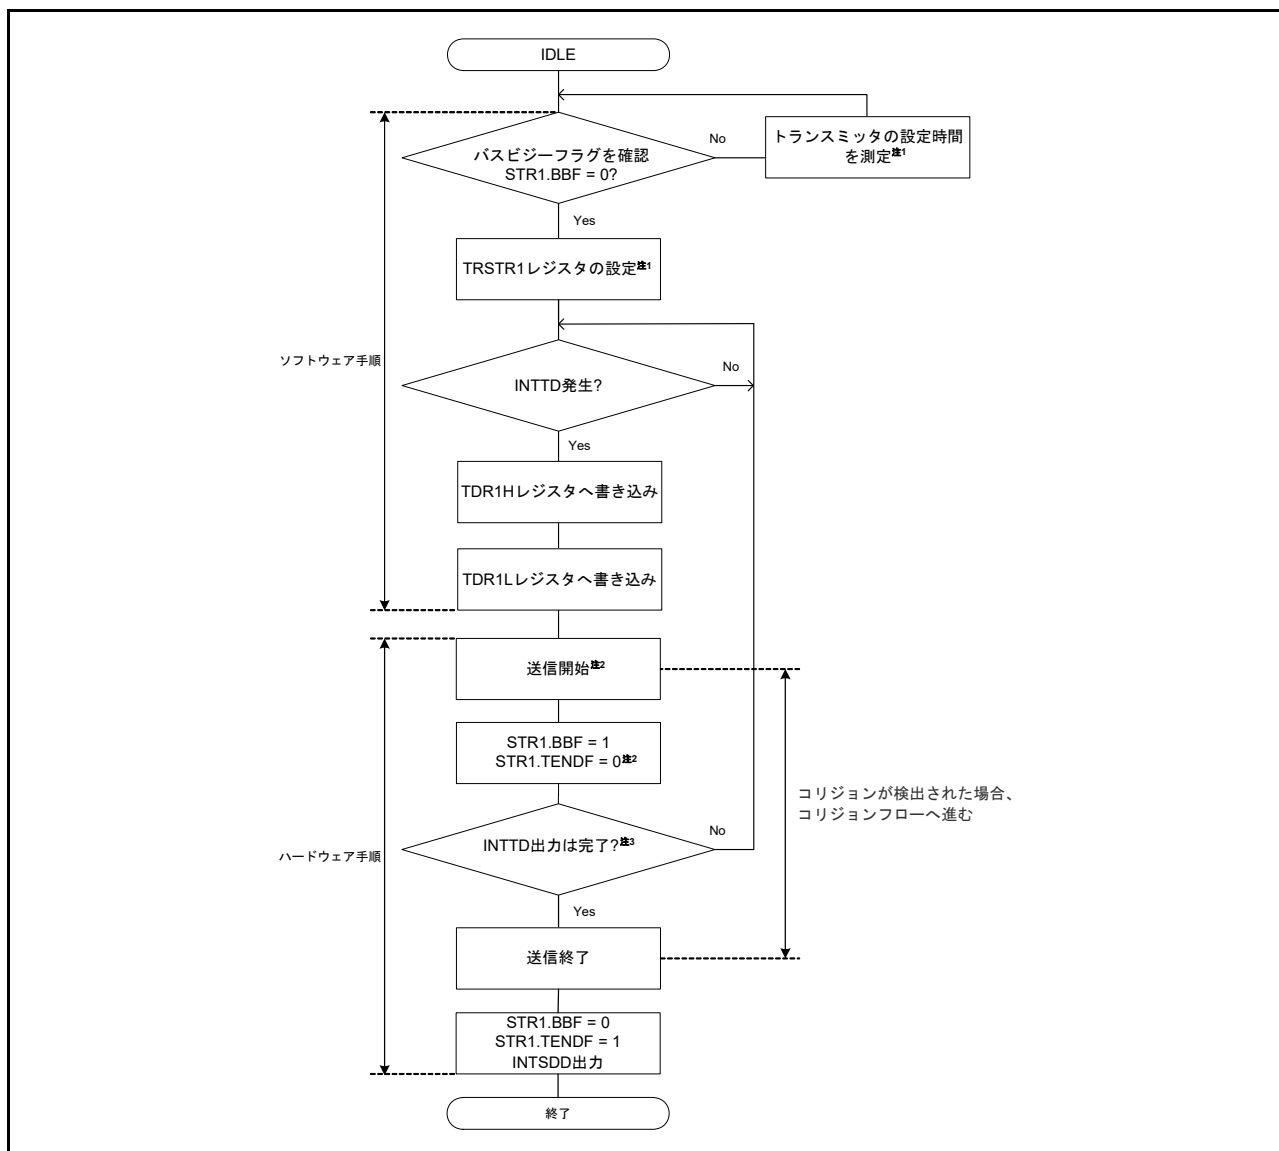 IDLE
バスビジーフラグを確認
STR1.BBF = 0?
No
トランスミッタの設定時間
を測定注1
Yes
TRSTR1レジスタの設定注1
ソフトウェア手順
INTTD発生?
No
Yes
TDR1Hレジスタへ書き込み
TDR1Lレジスタへ書き込み
送信開始注2
STR1.BBF = 1
STR1.TENDF = 0注2
コリジョンが検出された場合、
コリジョンフローへ進む
ハードウェア手順
INTTD出力は完了?注3
No
Yes
送信終了
STR1.BBF = 0
STR1.TENDF = 1
INTSDD出力
終了